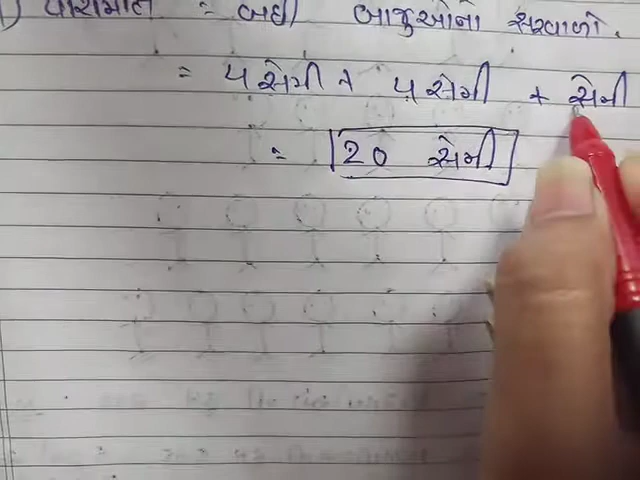 ) પરિમિતિ = બધી બાજુઓનો સરવાળો.
= ૫ સેમી + ૫ સેમી + સેમી
= 20 સેમી